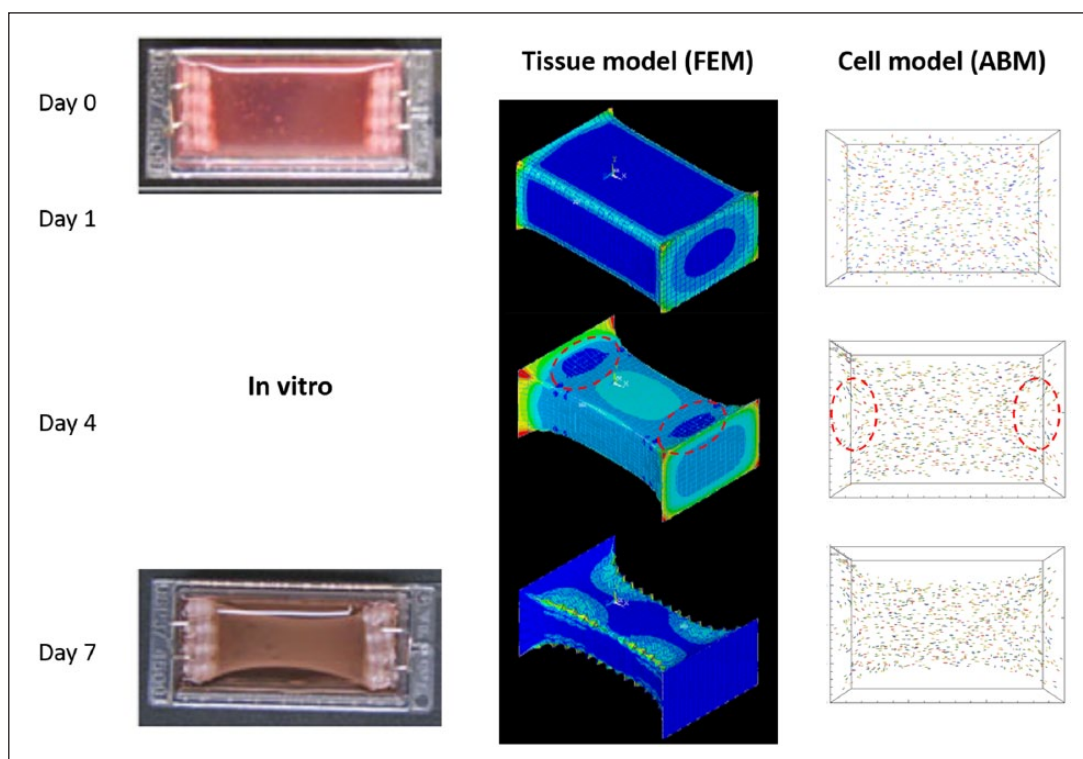 Tissue model (FEM)
Cell model (ABM)
Day 0
Day 1
In vitro
Day 4
Day 7